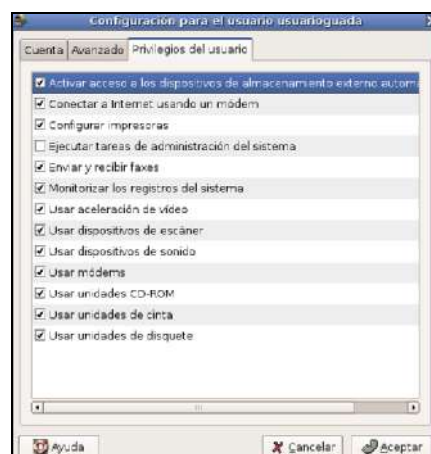 Configuración para el usuario usuarioguada
Cuenta Avanzado Privilegios del usuario
Activar acceso a los dispositivos de almacenamiento externo automá
Conectar a Internet usando un módem
Configurar impresoras
Ejecutar tareas de administración del sistema
Enviar y recibir faxes
Monitorizar los registros del sistema
Usar aceleración de vídeo
Usar dispositivos de escáner
Usar dispositivos de sonido
Usar módems
Usar unidades CD-ROM
Usar unidades de cinta
Usar unidades de disquete
Ayuda Cancelar Aceptar